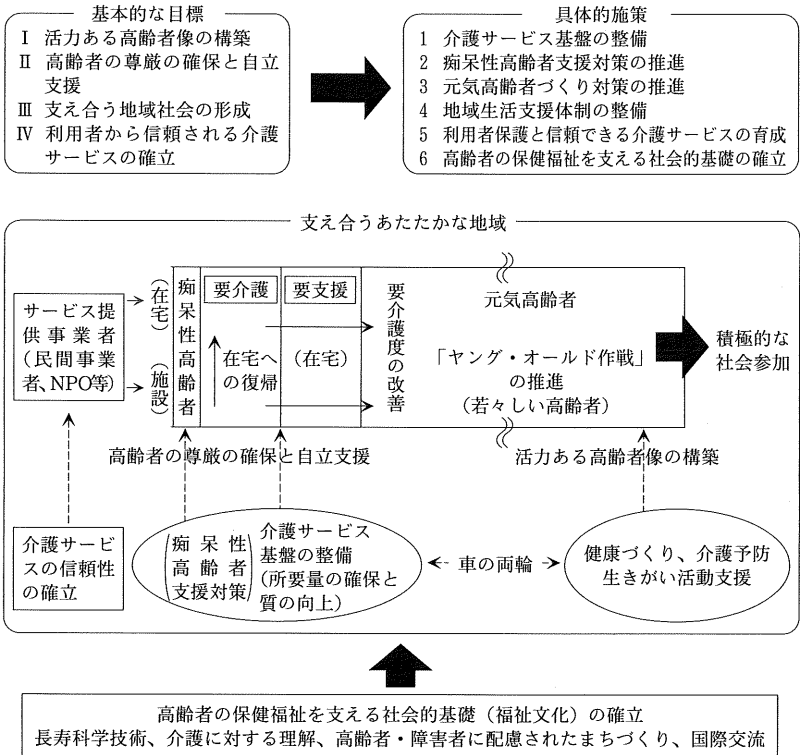 基本的な目標
Ⅰ 活力ある高齢者像の構築
Ⅱ 高齢者の尊厳の確保と自立
支援
Ⅲ 支え合う地域社会の形成
Ⅳ 利用者から信頼される介護
サービスの確立
具体的施策
1 介護サービス基盤の整備
2 痴呆性高齢者支援対策の推進
3 元気高齢者づくり対策の推進
4 地域生活支援体制の整備
5 利用者保護と信頼できる介護サービスの育成
6 高齢者の保健福祉を支える社会的基礎の確立
支え合うあたたかな地域
サービス提
供事業者
(民間事業
者、NPO等)
(在宅)
(施設)
痴呆性高齢者
要介護
在宅へ
の復帰
要支援
(在宅)
要介護度の改善
元気高齢者
「ヤング・オールド作戦」
の推進
(若々しい高齢者)
積極的な
社会参加
高齢者の尊厳の確保と自立支援
活力ある高齢者像の構築
介護サービ
スの信頼性
の確立
(痴呆性
高齢者
支援対策)
介護サービス
基盤の整備
(所要量の確保と
質の向上)
車の両輪
健康づくり、介護予防
生きがい活動支援
高齢者の保健福祉を支える社会的基礎(福祉文化)の確立
長寿科学技術、介護に対する理解、高齢者・障害者に配慮されたまちづくり、国際交流